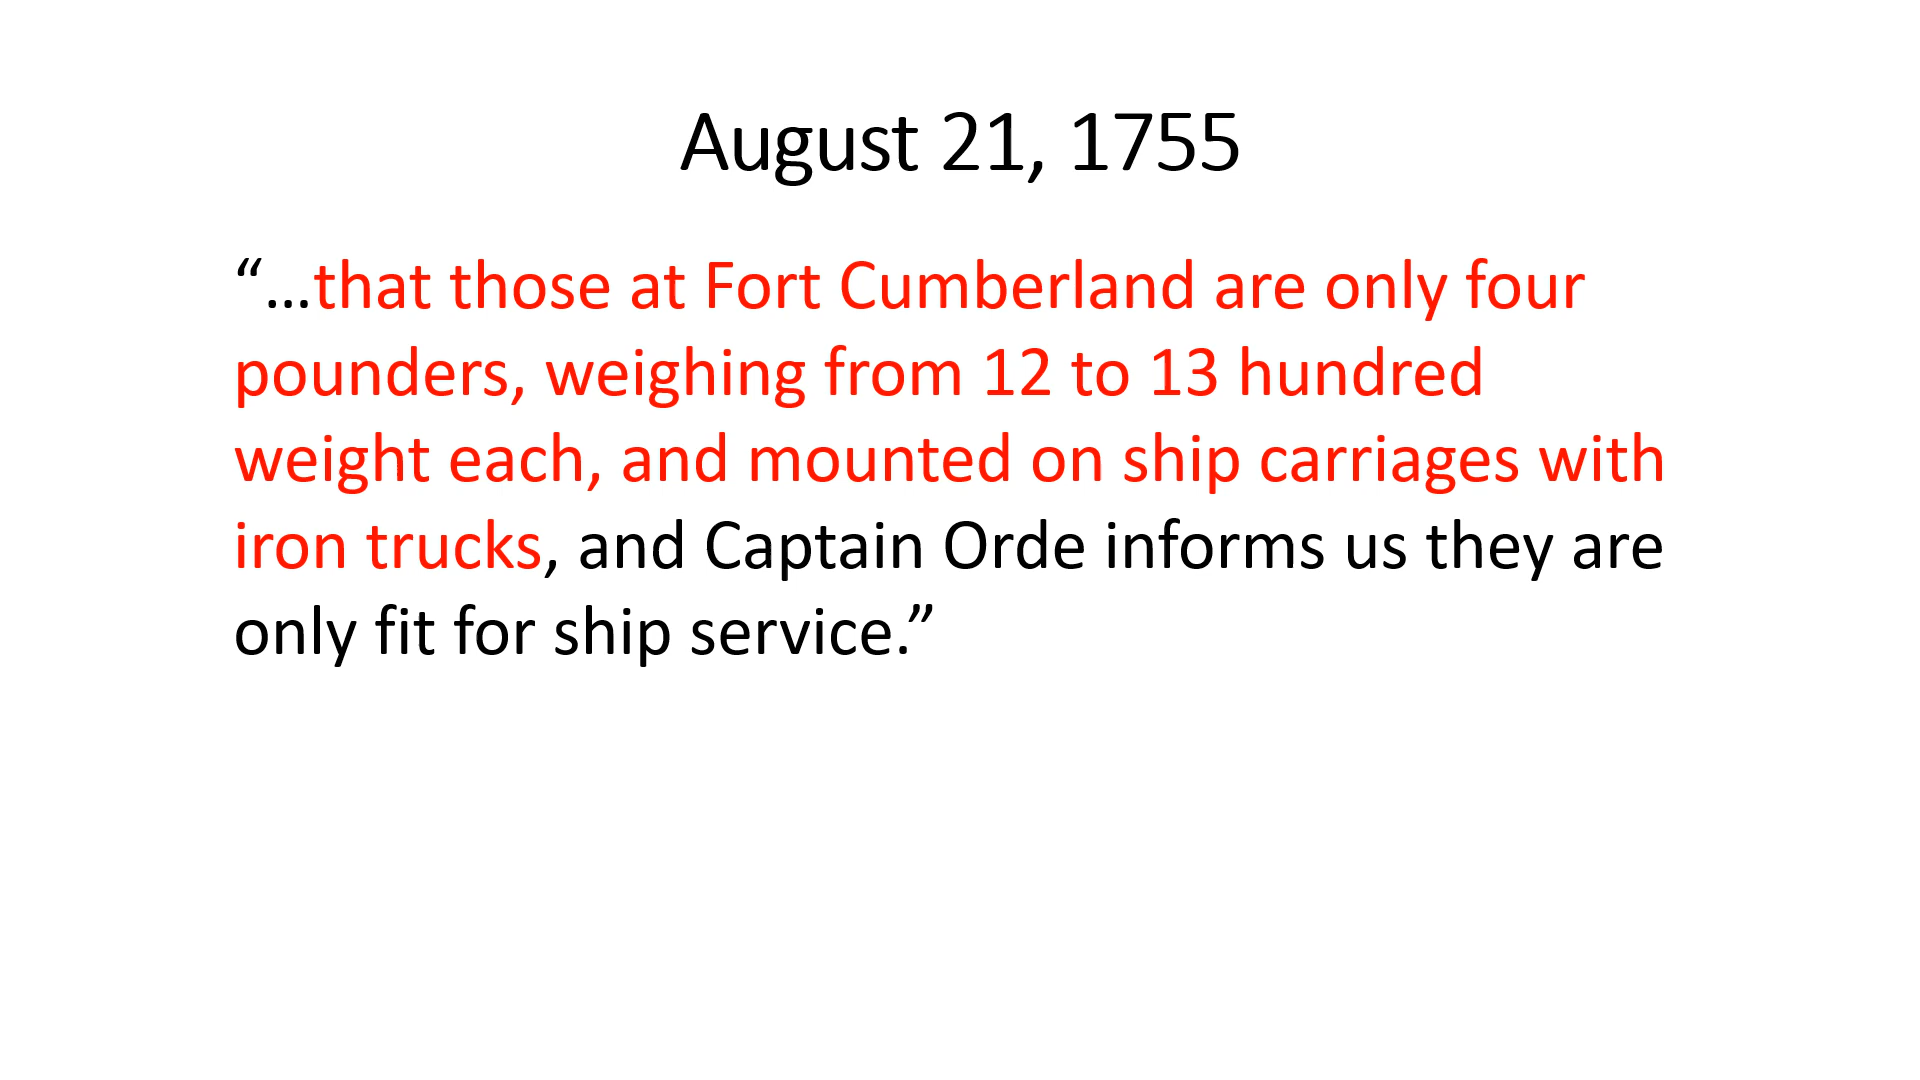 August 21, 1755
“…that those at Fort Cumberland are only four
pounders, weighing from 12 to 13 hundred
weight each, and mounted on ship carriages with
iron trucks, and Captain Orde informs us they are
only fit for ship service.”